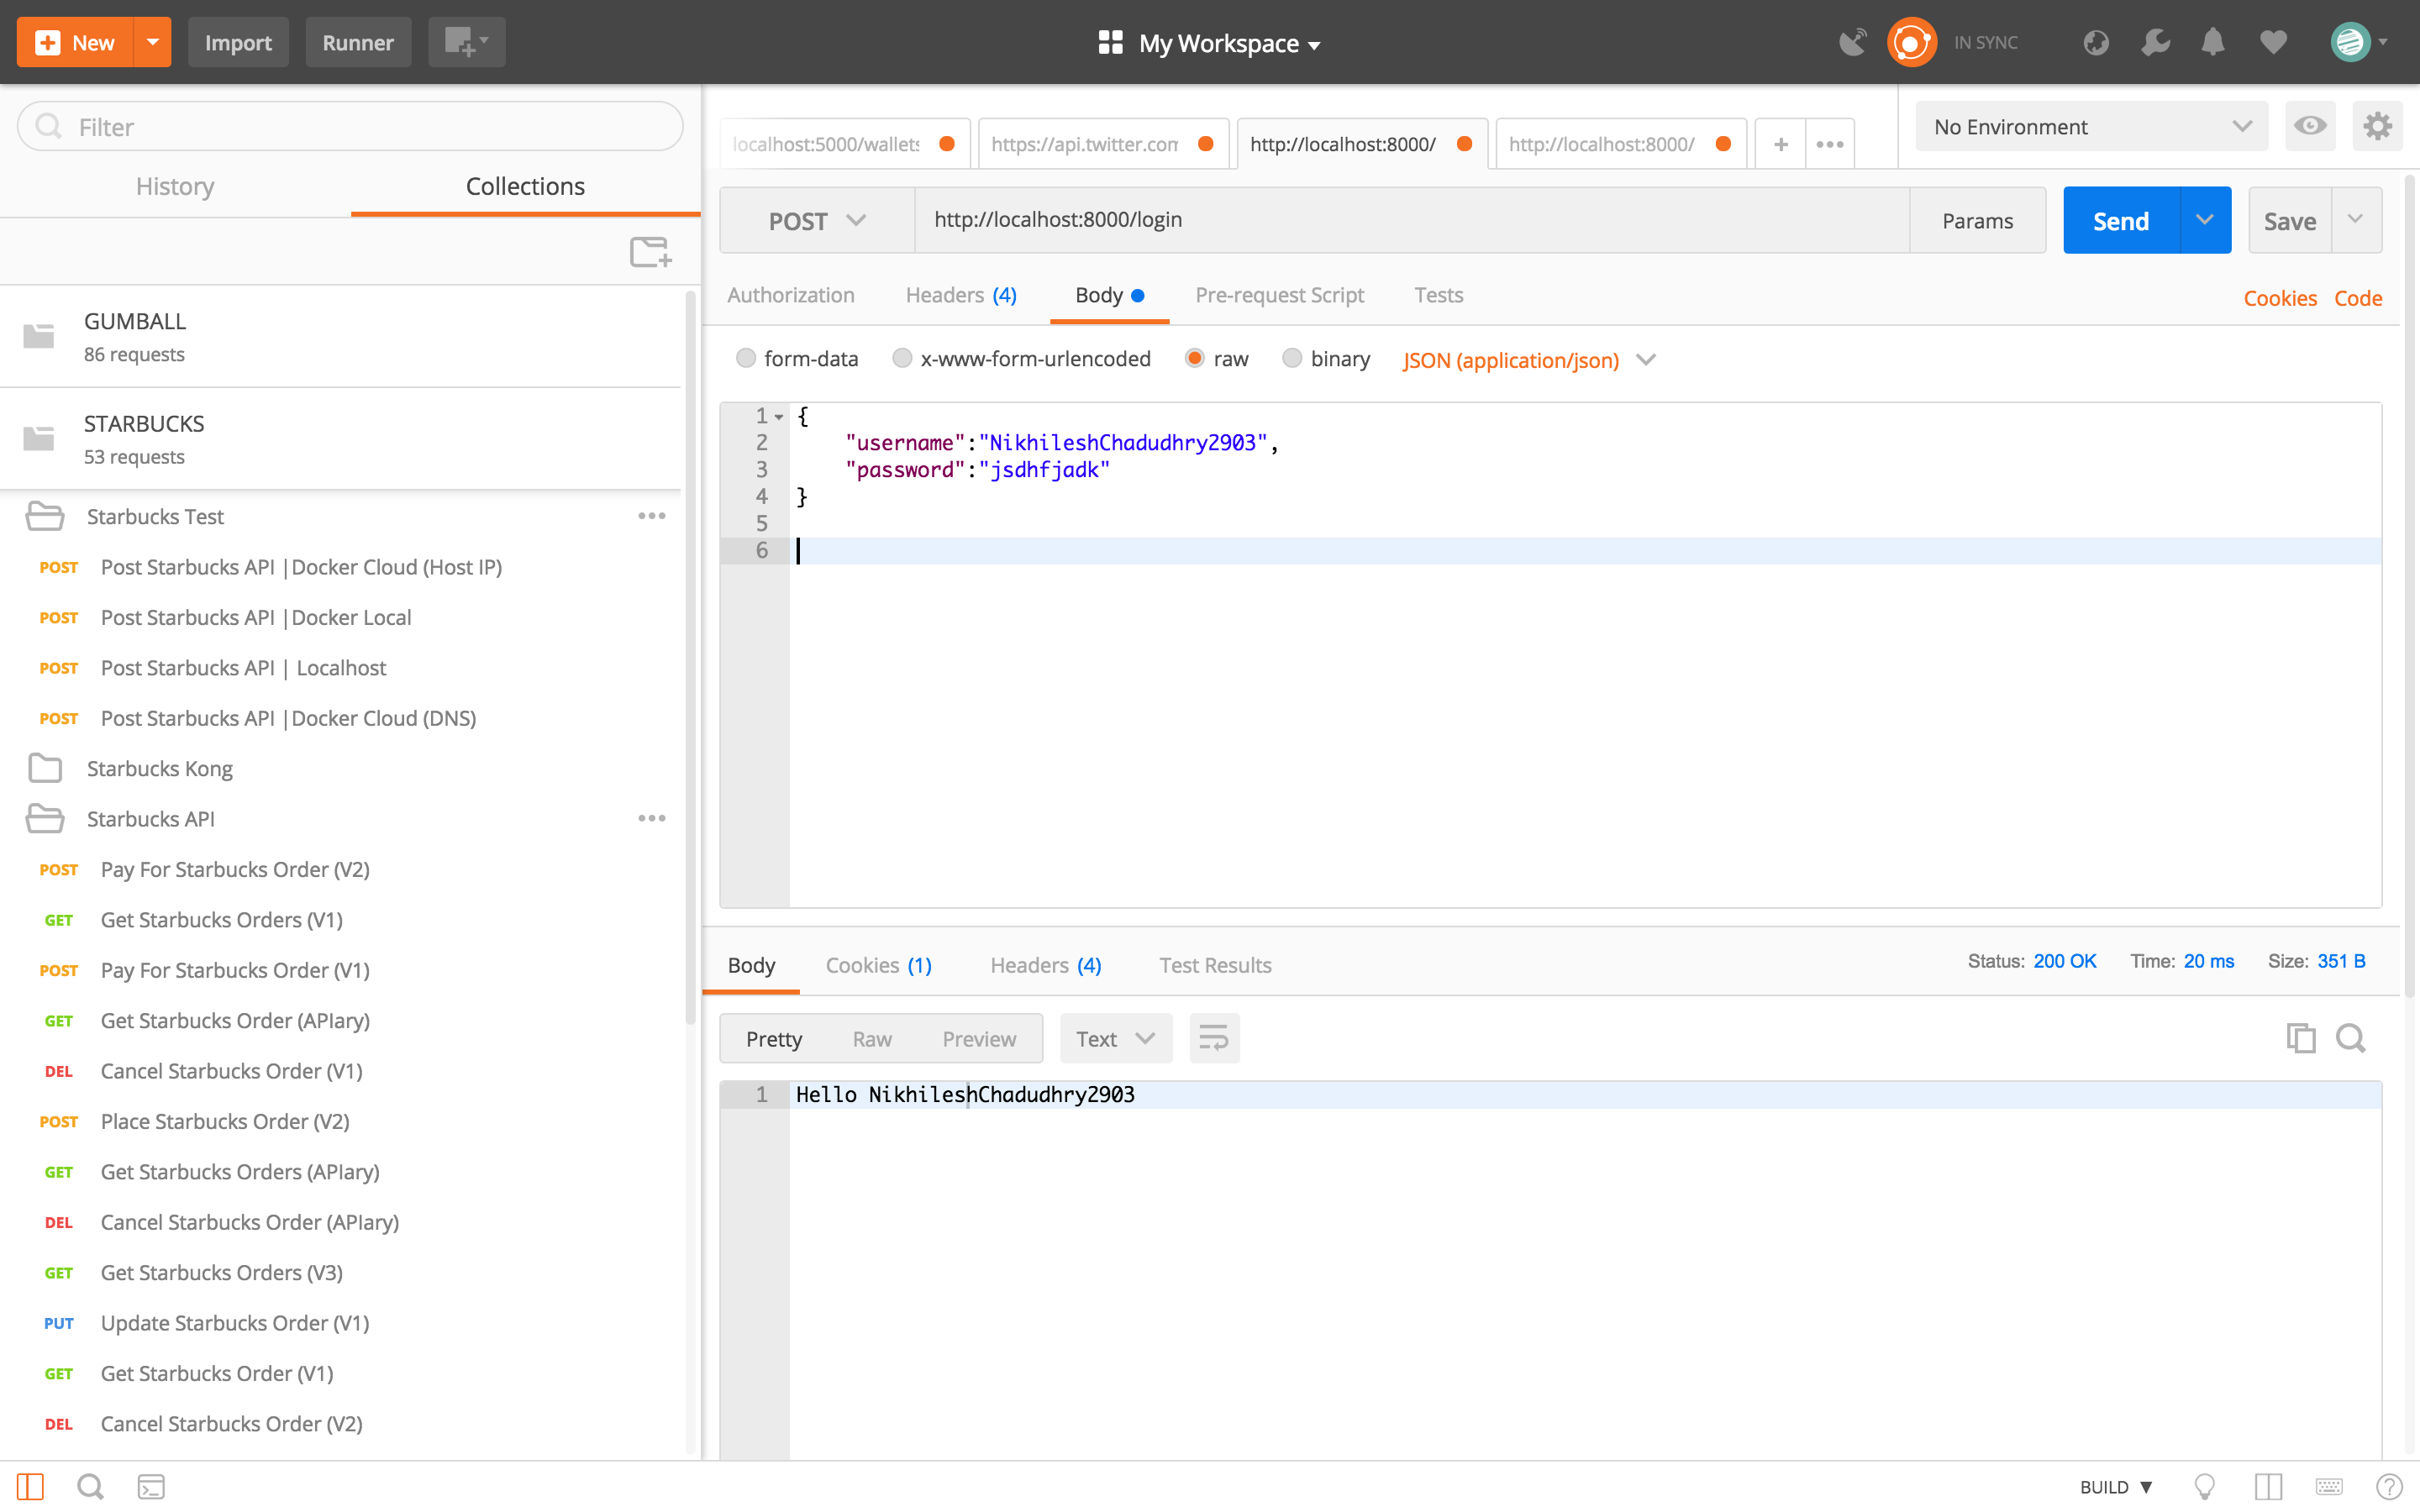 New
Import
Runner
My Workspace
IN SYNC
Filter
History
Collections
GUMBALL
86 requests
STARBUCKS
53 requests
Starbucks Test
POST Post Starbucks API |Docker Cloud (Host IP)
POST Post Starbucks API |Docker Local
POST Post Starbucks API | Localhost
POST Post Starbucks API |Docker Cloud (DNS)
Starbucks Kong
Starbucks API
POST Pay For Starbucks Order (V2)
GET Get Starbucks Orders (V1)
POST Pay For Starbucks Order (V1)
GET Get Starbucks Order (APIary)
DEL Cancel Starbucks Order (V1)
POST Place Starbucks Order (V2)
GET Get Starbucks Orders (APIary)
DEL Cancel Starbucks Order (APIary)
GET Get Starbucks Orders (V3)
PUT Update Starbucks Order (V1)
GET Get Starbucks Order (V1)
DEL Cancel Starbucks Order (V2)
localhost:5000/wallets
https://api.twitter.com
http://localhost:8000/
http://localhost:8000/
No Environment
POST
http://localhost:8000/login
Params
Send
Save
Authorization
Headers (4)
Body
Pre-request Script
Tests
Cookies
Code
form-data
x-www-form-urlencoded
raw
binary
JSON (application/json)
1 {
2 "username":"NikhileshChadudhry2903",
3 "password":"jsdhfjadk"
4 }
5
6
Body
Cookies (1)
Headers (4)
Test Results
Status: 200 OK
Time: 20 ms
Size: 351 B
Pretty
Raw
Preview
Text
1 Hello NikhileshChadudhry2903
BUILD